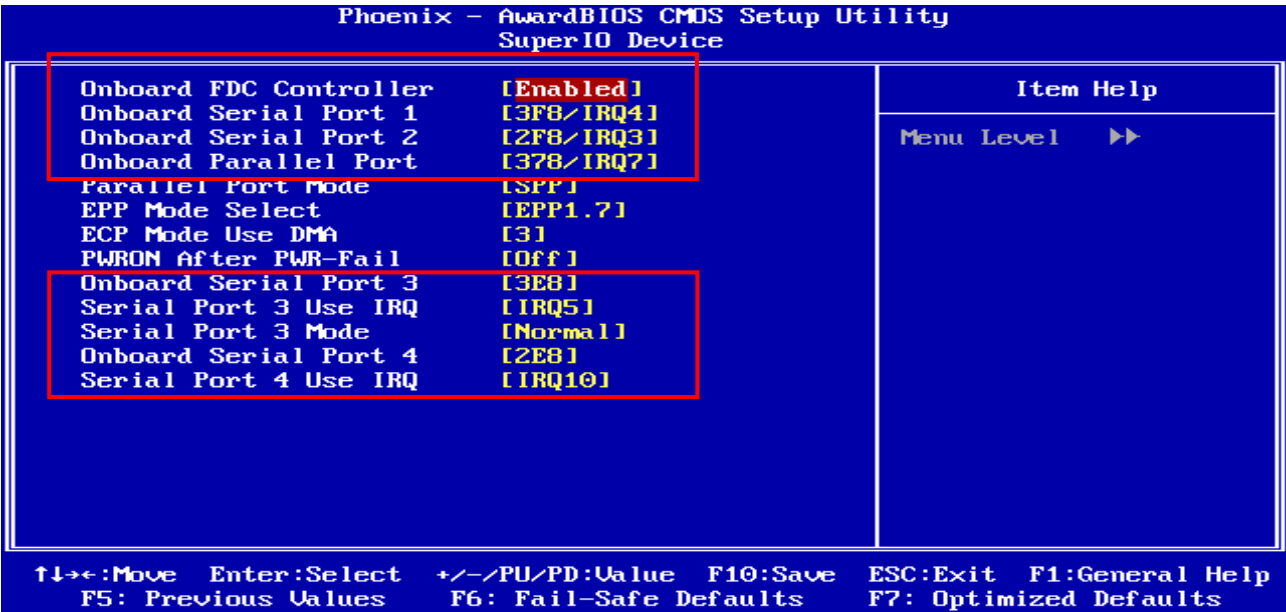 Phoenix - AwardBIOS CMOS Setup Utility
SuperIO Device
Onboard FDC Controller [Enabled]
Onboard Serial Port 1 [3F8/IRQ4]
Onboard Serial Port 2 [2F8/IRQ3]
Onboard Parallel Port [378/IRQ7]
Parallel Port Mode [SPP]
EPP Mode Select [EPP1.7]
ECP Mode Use DMA [3]
PWRON After PWR-Fail [Off]
Onboard Serial Port 3 [3E8]
Serial Port 3 Use IRQ [IRQ5]
Serial Port 3 Mode [Normal]
Onboard Serial Port 4 [2E8]
Serial Port 4 Use IRQ [IRQ10]
Item Help
Menu Level ▶▶
↑↓→←:Move Enter:Select +/-/PU/PD:Value F10:Save ESC:Exit F1:General Help
F5: Previous Values F6: Fail-Safe Defaults F7: Optimized Defaults